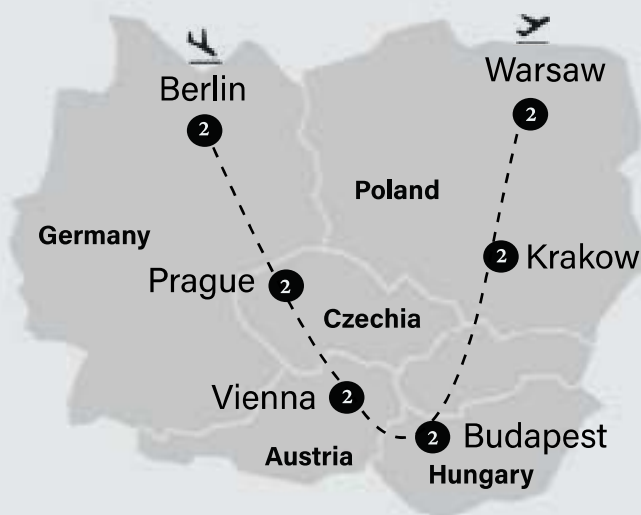 Berlin
2
Warsaw
2
Poland
Germany
2
Krakow
Prague
2
Czechia
Vienna
2
2
Budapest
Austria
Hungary